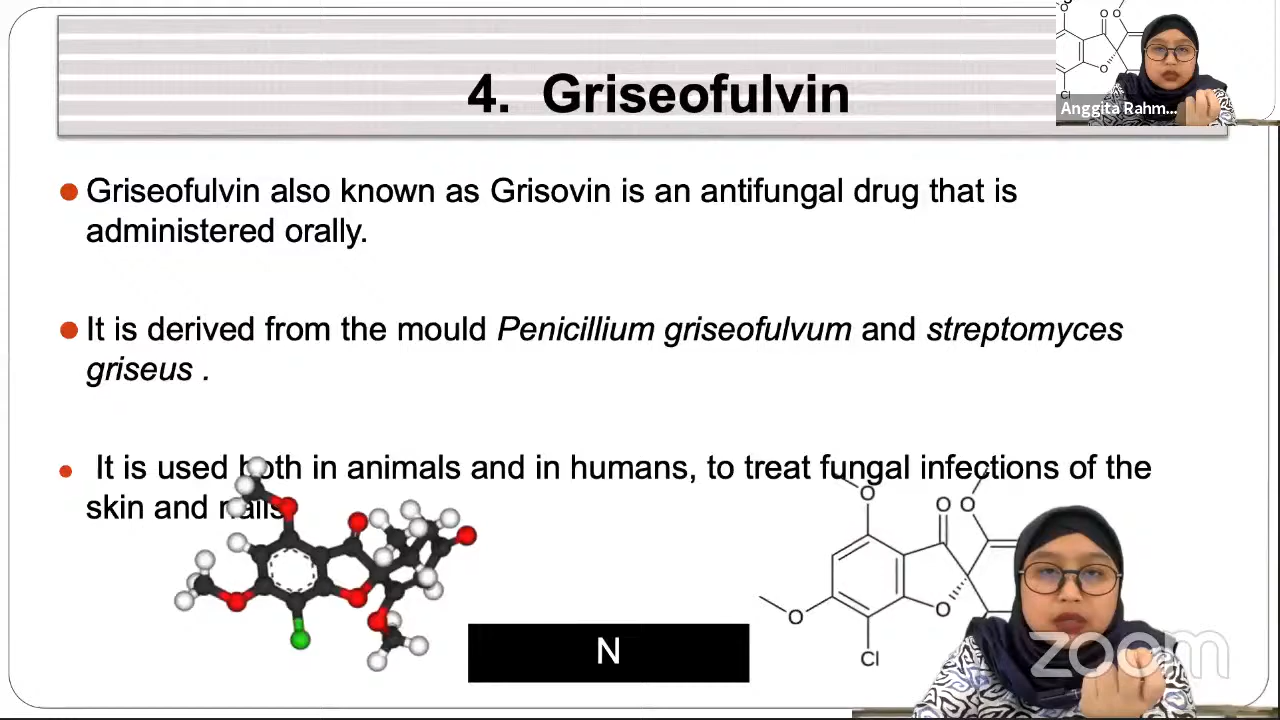 4. Griseofulvin
Anggita Rahm...
Griseofulvin also known as Grisovin is an antifungal drug that is
administered orally.
It is derived from the mould Penicillium griseofulvum and streptomyces
griseus .
It is used both in animals and in humans, to treat fungal infections of the
skin and nails
O O
O
Cl
O O O
O
O
Cl
N
zoom